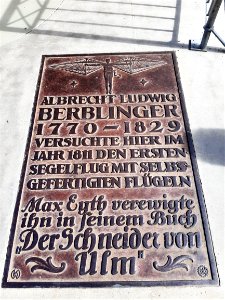 ALBRECHT LUDWIG
BERBLINGER
1770-1829
VERSUCHTE HIER IM
JAHR 1811 DEN ERSTEN
SEGELFLUG MIT SELBST
GEFERTIGTEN FLÜGELN
Max Eyth verewigte
ihn in seinem Buch
"Der Schneider von
Ulm"